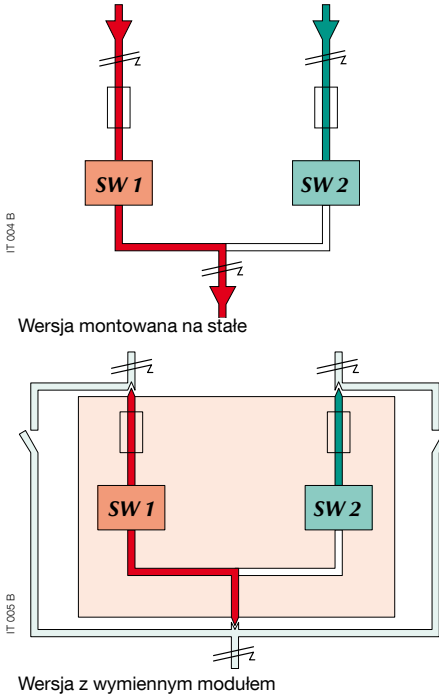 SW 1
SW 2
IT 004 B
Wersja montowana na stałe
SW 1
SW 2
IT 005 B
Wersja z wymiennym modułem